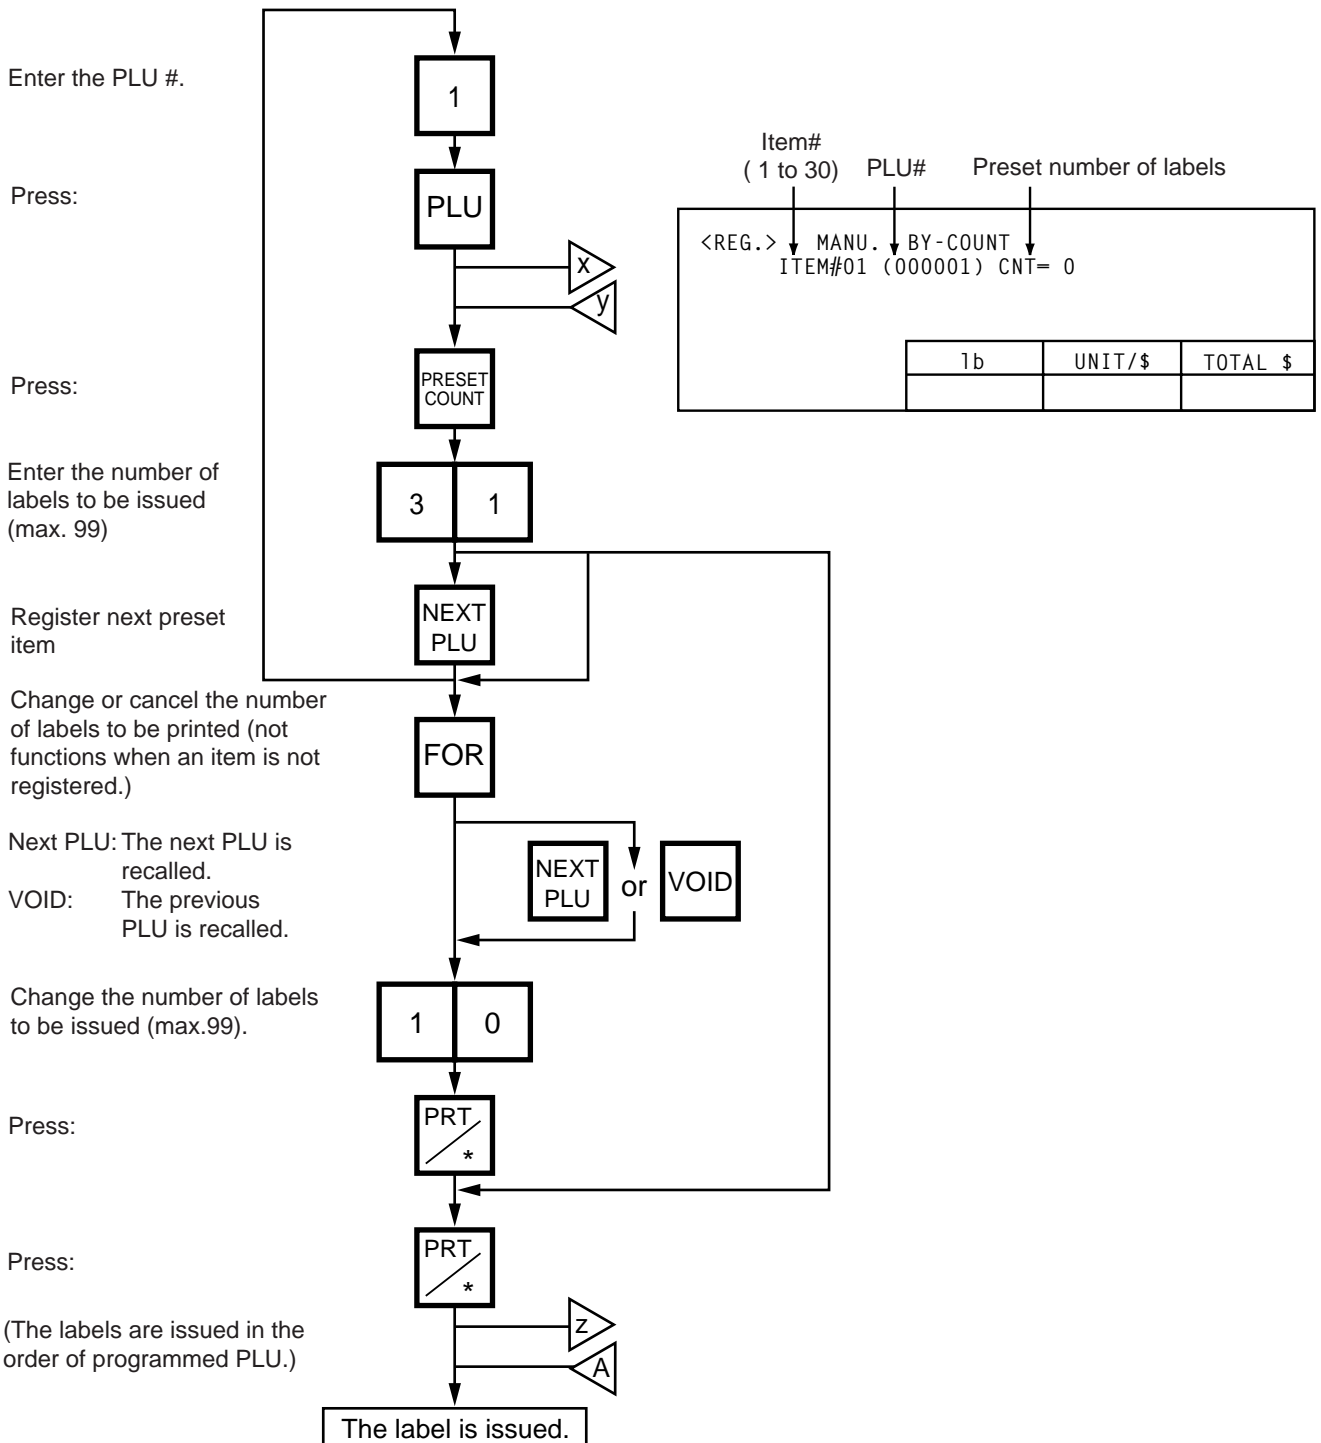 Enter the PLU #.
1
Press:
PLU
x
y
Item#
( 1 to 30)
PLU#
Preset number of labels
<REG.> MANU. BY-COUNT
ITEM#01 (000001) CNT= 0
lb UNIT/$ TOTAL $
Press:
PRESET
COUNT
Enter the number of
labels to be issued
(max. 99)
3 1
Register next preset
item
NEXT
PLU
Change or cancel the number
of labels to be printed (not
functions when an item is not
registered.)
FOR
Next PLU: The next PLU is
recalled.
VOID: The previous
PLU is recalled.
NEXT
PLU
or
VOID
Change the number of labels
to be issued (max.99).
1 0
Press:
PRT
*
Press:
PRT
*
(The labels are issued in the
order of programmed PLU.)
z
A
The label is issued.